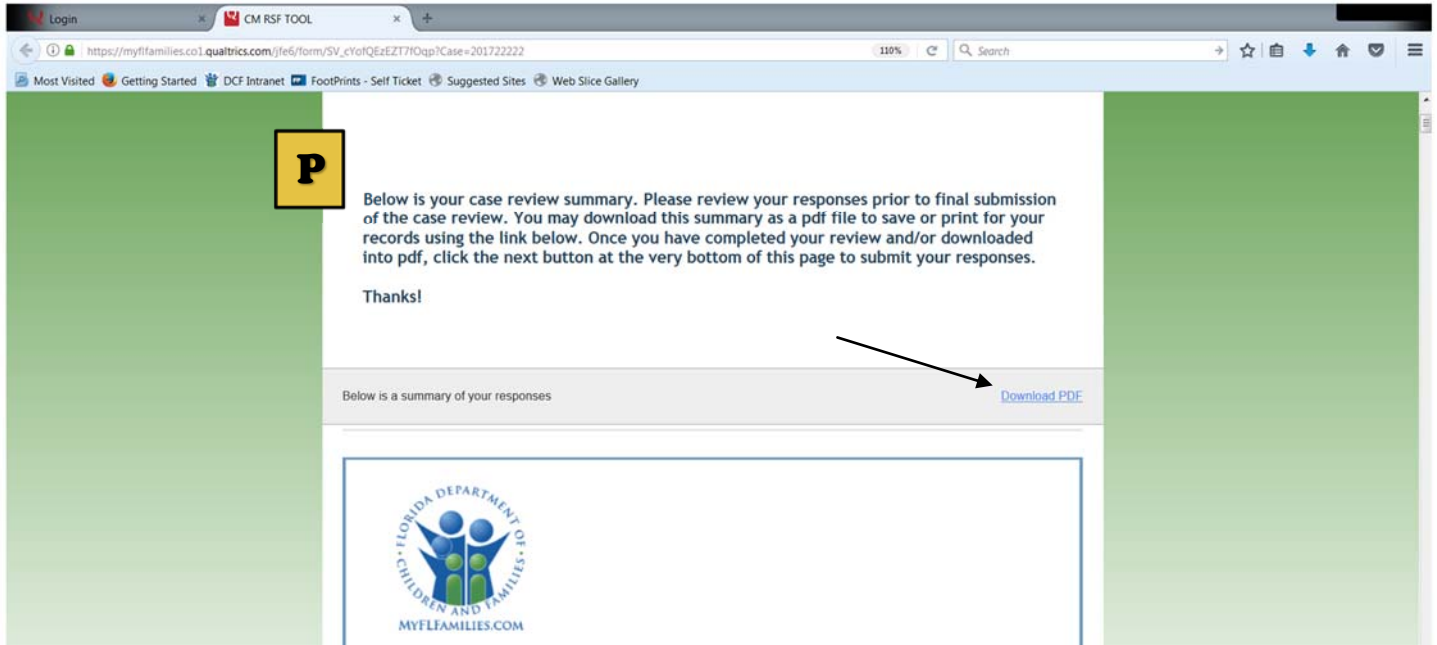 Login
CM RSF TOOL
https://myflfamilies.co1.qualtrics.com/jfe6/form/SV_cYofQEzEZT7fOqp?Case=201722222
110%
Search
Most Visited Getting Started DCF Intranet FootPrints - Self Ticket Suggested Sites Web Slice Gallery
P
Below is your case review summary. Please review your responses prior to final submission
of the case review. You may download this summary as a pdf file to save or print for your
records using the link below. Once you have completed your review and/or downloaded
into pdf, click the next button at the very bottom of this page to submit your responses.
Thanks!
Below is a summary of your responses
Download PDF
FLORIDA DEPARTMENT OF
CHILDREN AND FAMILIES
MYFLFAMILIES.COM